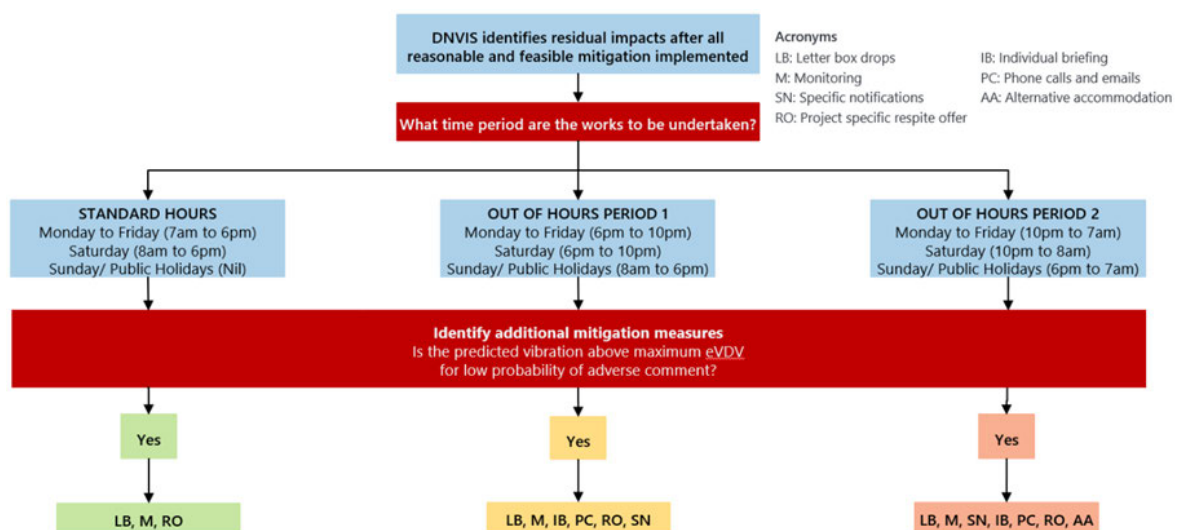 DNVIS identifies residual impacts after all
reasonable and feasible mitigation implemented
Acronyms
LB: Letter box drops
IB: Individual briefing
M: Monitoring
PC: Phone calls and emails
SN: Specific notifications
AA: Alternative accommodation
RO: Project specific respite offer
What time period are the works to be undertaken?
STANDARD HOURS
Monday to Friday (7am to 6pm)
Saturday (8am to 6pm)
Sunday/ Public Holidays (Nil)
OUT OF HOURS PERIOD 1
Monday to Friday (6pm to 10pm)
Saturday (6pm to 10pm)
Sunday/ Public Holidays (8am to 6pm)
OUT OF HOURS PERIOD 2
Monday to Friday (10pm to 7am)
Saturday (10pm to 8am)
Sunday/ Public Holidays (6pm to 7am)
Identify additional mitigation measures
Is the predicted vibration above maximum eVDV
for low probability of adverse comment?
Yes
Yes
Yes
LB, M, RO
LB, M, IB, PC, RO, SN
LB, M, SN, IB, PC, RO, AA